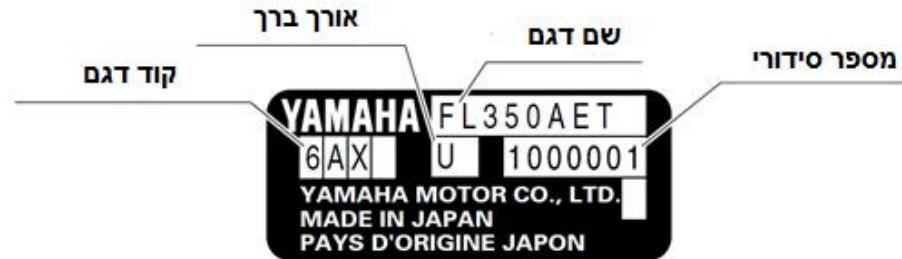 אורך ברך
שם דגם
מספר סידורי
קוד דגם
YAMAHA FL350AET
6AX U 1000001
YAMAHA MOTOR CO., LTD.
MADE IN JAPAN
PAYS D'ORIGINE JAPON